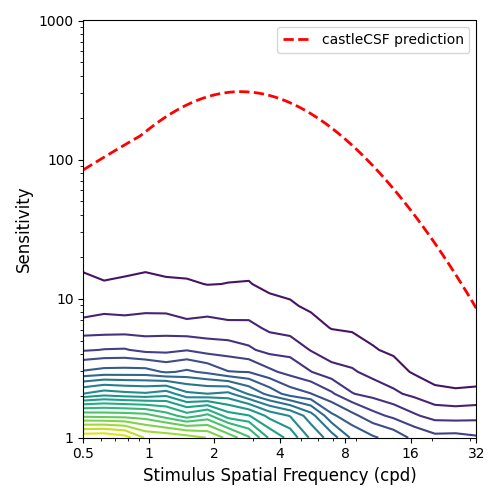 1000
castleCSF prediction
100
Sensitivity
10
1
0.5 1 2 4 8 16 32
Stimulus Spatial Frequency (cpd)